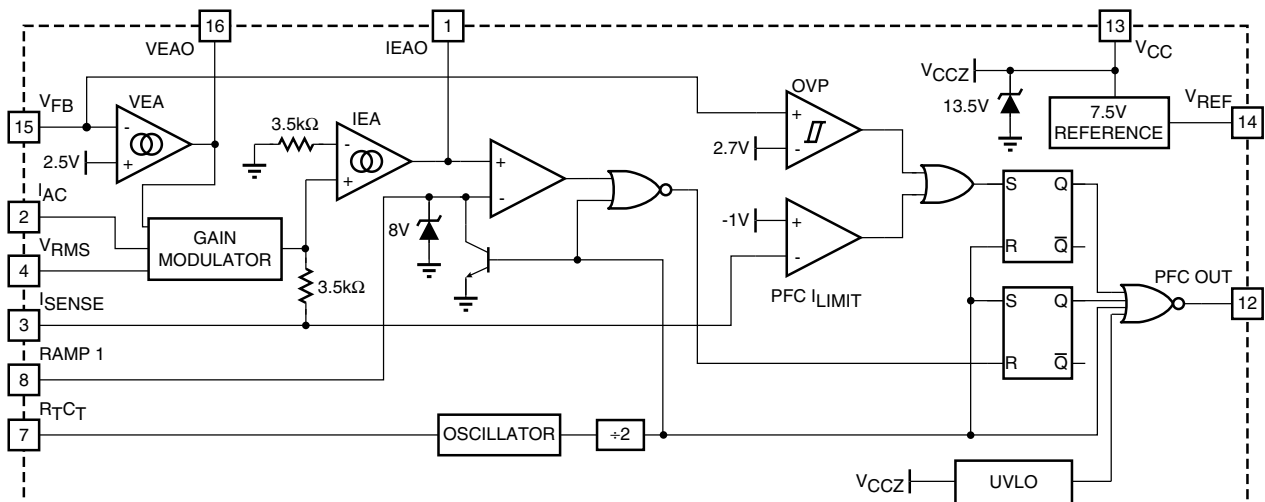 16
VEAO
1
IEAO
13
VCC
VFB
15
VEA
-
+
2.5V
3.5kΩ
IEA
-
+
OVP
+
-
2.7V
VCCZ
13.5V
7.5V
REFERENCE
VREF
14
IAC
2
VRMS
4
GAIN
MODULATOR
+
-
8V
-1V
+
-
PFC ILIMIT
S
Q
R
Q
3.5kΩ
ISENSE
3
S
Q
R
Q
PFC OUT
12
RAMP 1
8
RTCT
7
OSCILLATOR
÷2
VCCZ
UVLO